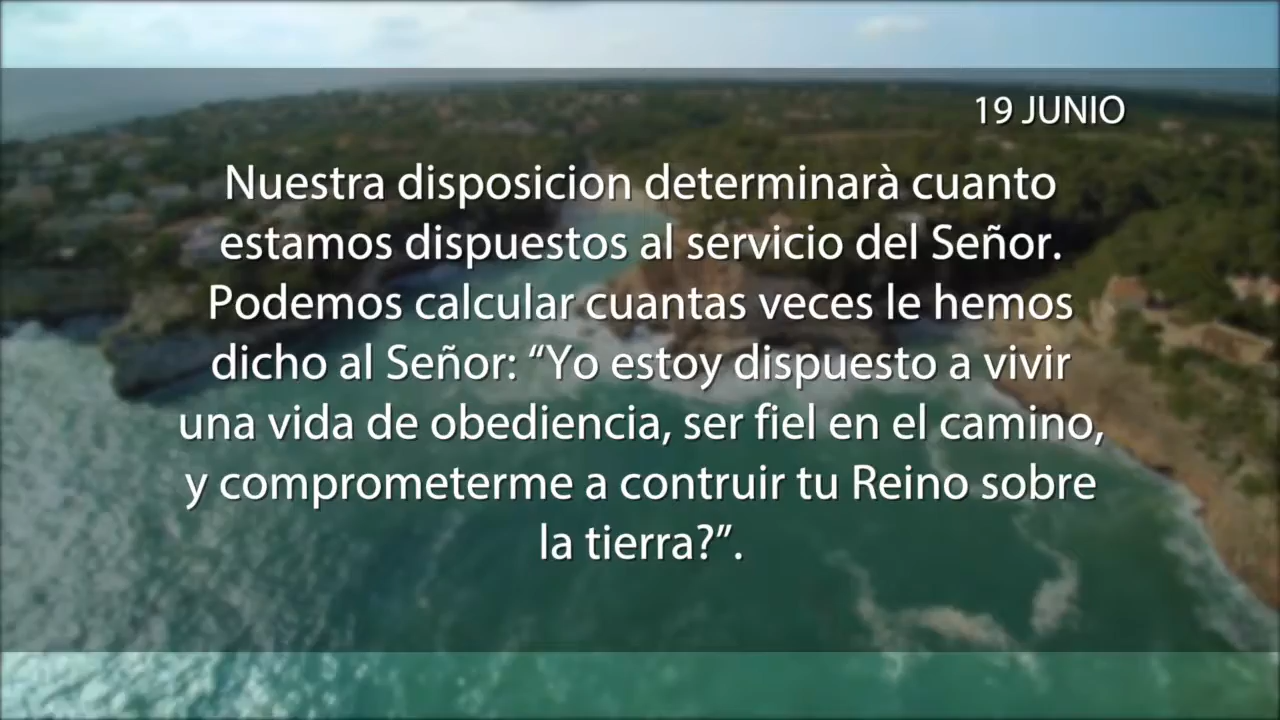 19 JUNIO
Nuestra disposicion determinarà cuanto
estamos dispuestos al servicio del Señor.
Podemos calcular cuantas veces le hemos
dicho al Señor: “Yo estoy dispuesto a vivir
una vida de obediencia, ser fiel en el camino,
y comprometerme a contruir tu Reino sobre
la tierra?”.